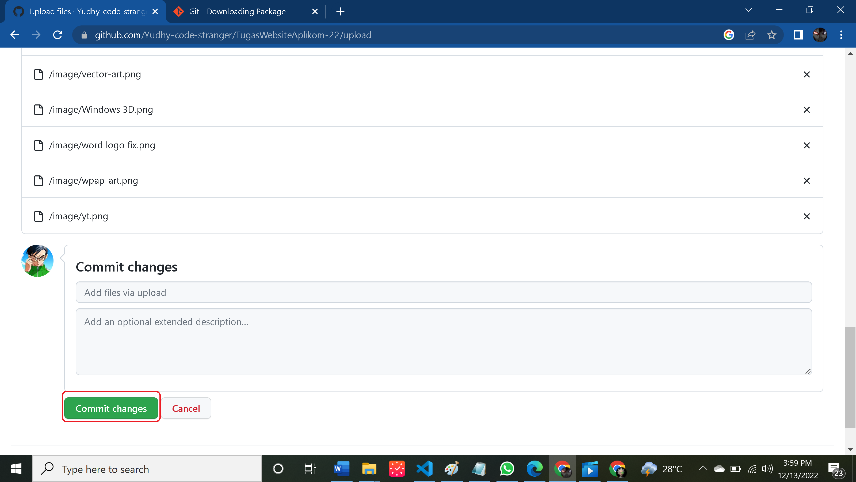 Upload files · Yudhy-code-strang
Git - Downloading Package
github.com/Yudhy-code-stranger/TugasWebsiteAplikom-22/upload
/image/vector-art.png
/image/Windows 3D.png
/image/word logo fix.png
/image/wpap-art.png
/image/yt.png
Commit changes
Add files via upload
Add an optional extended description...
Commit changes
Cancel
Type here to search
28°C
3:59 PM
12/13/2022
23